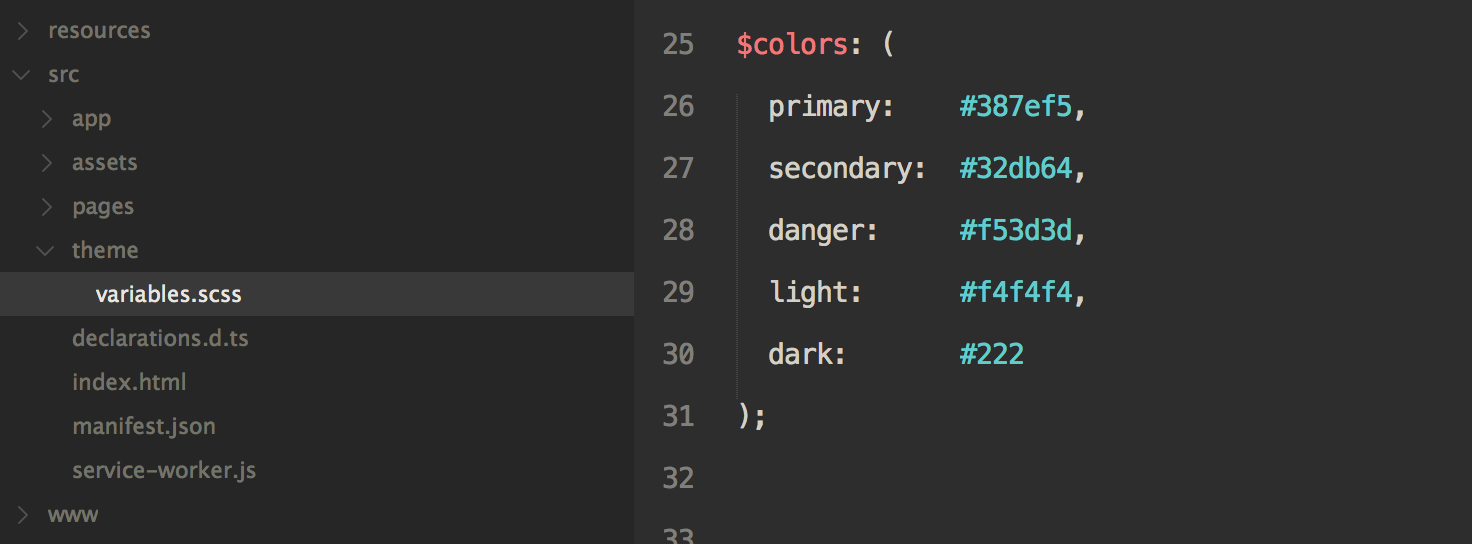 resources
src
app
assets
pages
theme
variables.scss
declarations.d.ts
index.html
manifest.json
service-worker.js
www
25 $colors: (
26 primary: #387ef5,
27 secondary: #32db64,
28 danger: #f53d3d,
29 light: #f4f4f4,
30 dark: #222
31 );
32
33